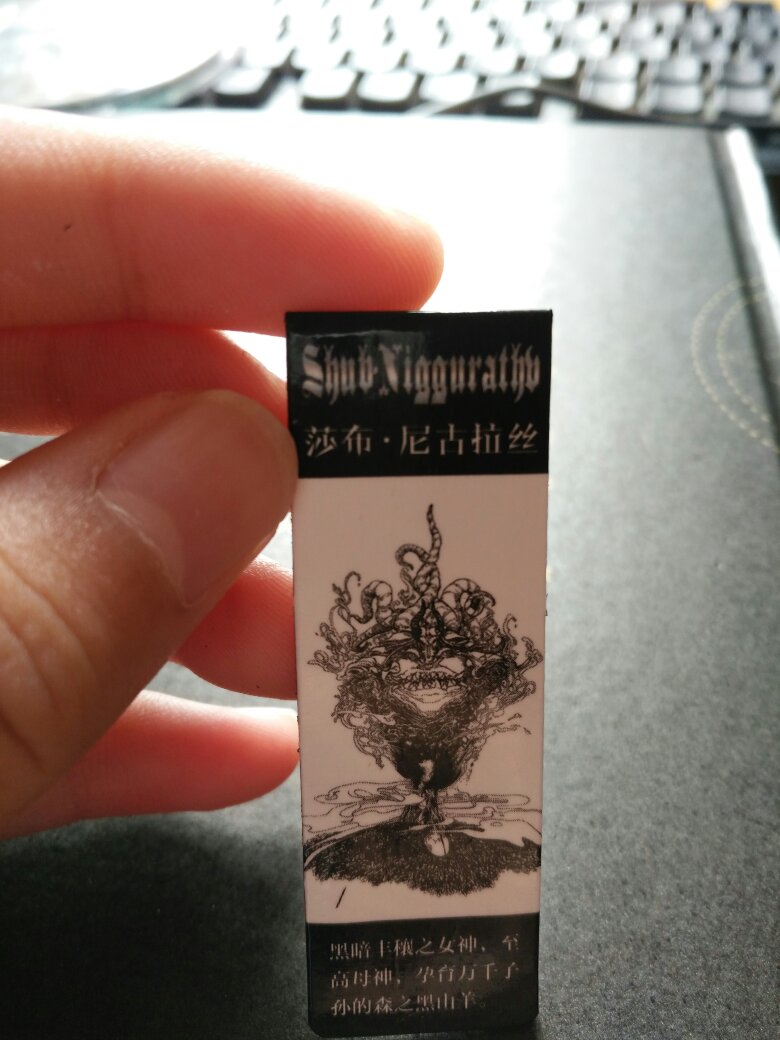 Shub-Niggurathv
莎布·尼古拉丝
黑暗丰穰之女神，至
高母神，孕育万千子
孙的森之黑山羊。